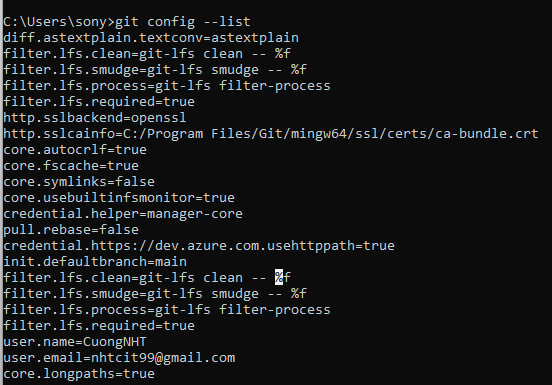 C:\Users\sony>git config --list
diff.astextplain.textconv=astextplain
filter.lfs.clean=git-lfs clean -- %f
filter.lfs.smudge=git-lfs smudge -- %f
filter.lfs.process=git-lfs filter-process
filter.lfs.required=true
http.sslbackend=openssl
http.sslcainfo=C:/Program Files/Git/mingw64/ssl/certs/ca-bundle.crt
core.autocrlf=true
core.fscache=true
core.symlinks=false
core.usebuiltinfsmonitor=true
credential.helper=manager-core
pull.rebase=false
credential.https://dev.azure.com.usehttppath=true
init.defaultbranch=main
filter.lfs.clean=git-lfs clean -- %f
filter.lfs.smudge=git-lfs smudge -- %f
filter.lfs.process=git-lfs filter-process
filter.lfs.required=true
user.name=CuongNHT
user.email=nhtcit99@gmail.com
core.longpaths=true